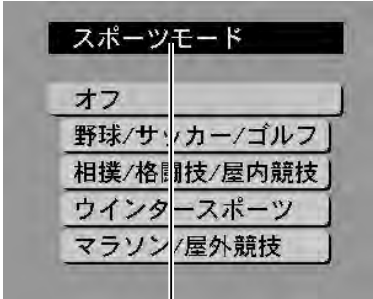 スポーツモード
オフ
野球/サッカー/ゴルフ
相撲/格闘技/屋内競技
ウインタースポーツ
マラソン/屋外競技